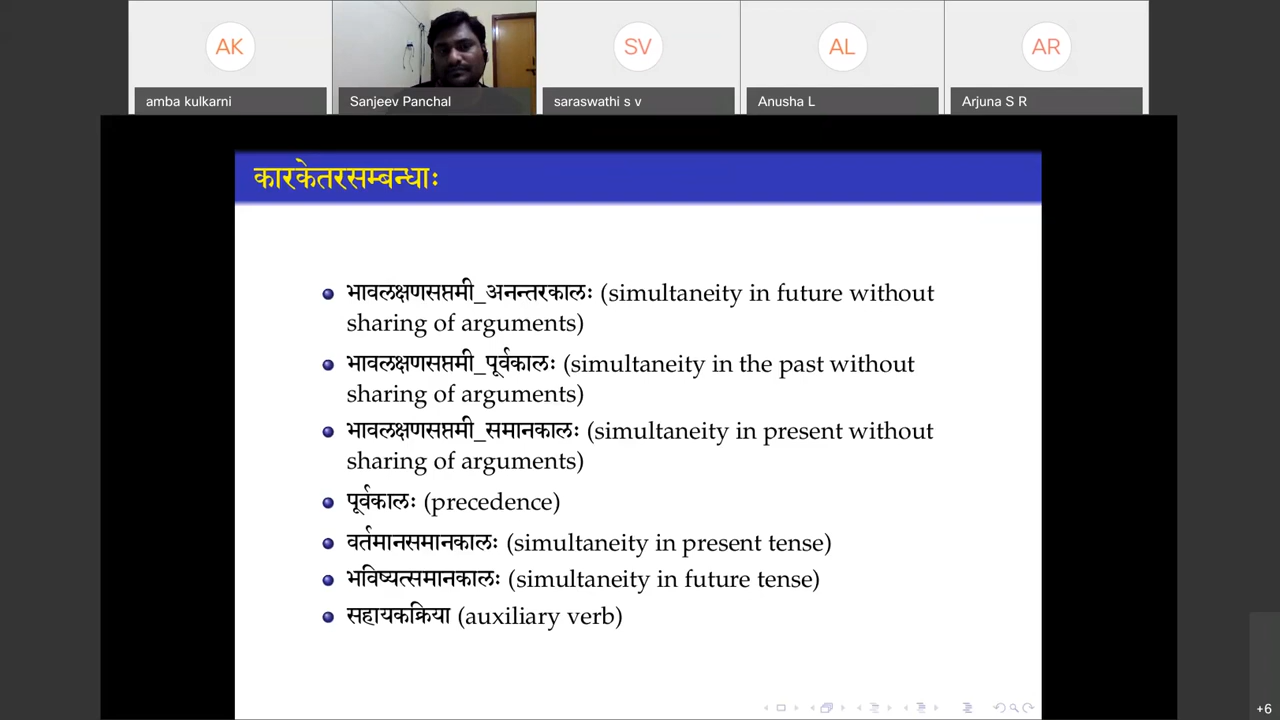 AK
SV
AL
AR
amba kulkarni
Sanjeev Panchal
saraswathi s v
Anusha L
Arjuna S R
कारकेतरसम्बन्धाः
भावलक्षणसप्तमी_अनन्तरकालः (simultaneity in future without
sharing of arguments)
भावलक्षणसप्तमी_पूर्वकालः (simultaneity in the past without
sharing of arguments)
भावलक्षणसप्तमी_समानकालः (simultaneity in present without
sharing of arguments)
पूर्वकालः (precedence)
वर्तमानसमानकालः (simultaneity in present tense)
भविष्यत्समानकालः (simultaneity in future tense)
सहायकक्रिया (auxiliary verb)
+6